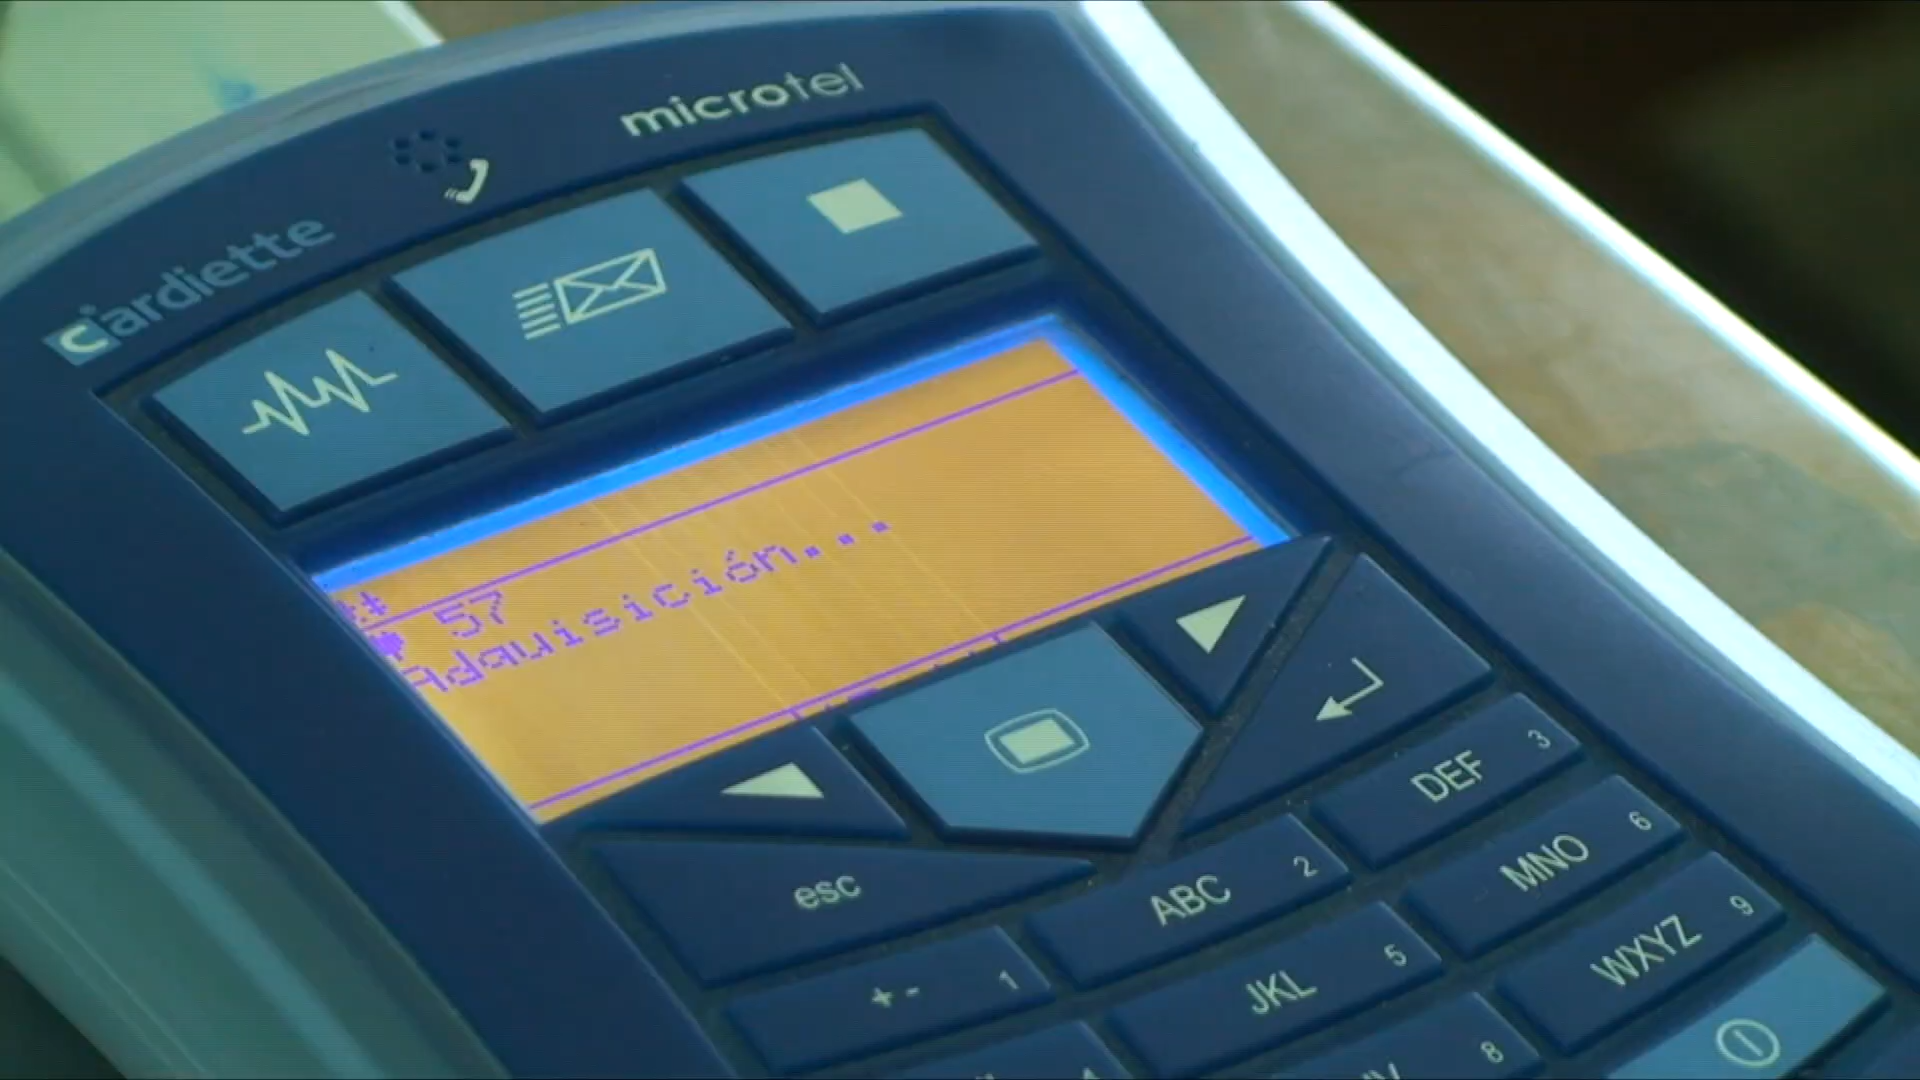 microtel
cardiette
57
Adquisición...
esc
DEF 3
ABC 2
MNO 6
+ - 1
JKL 5
WXYZ 9
8